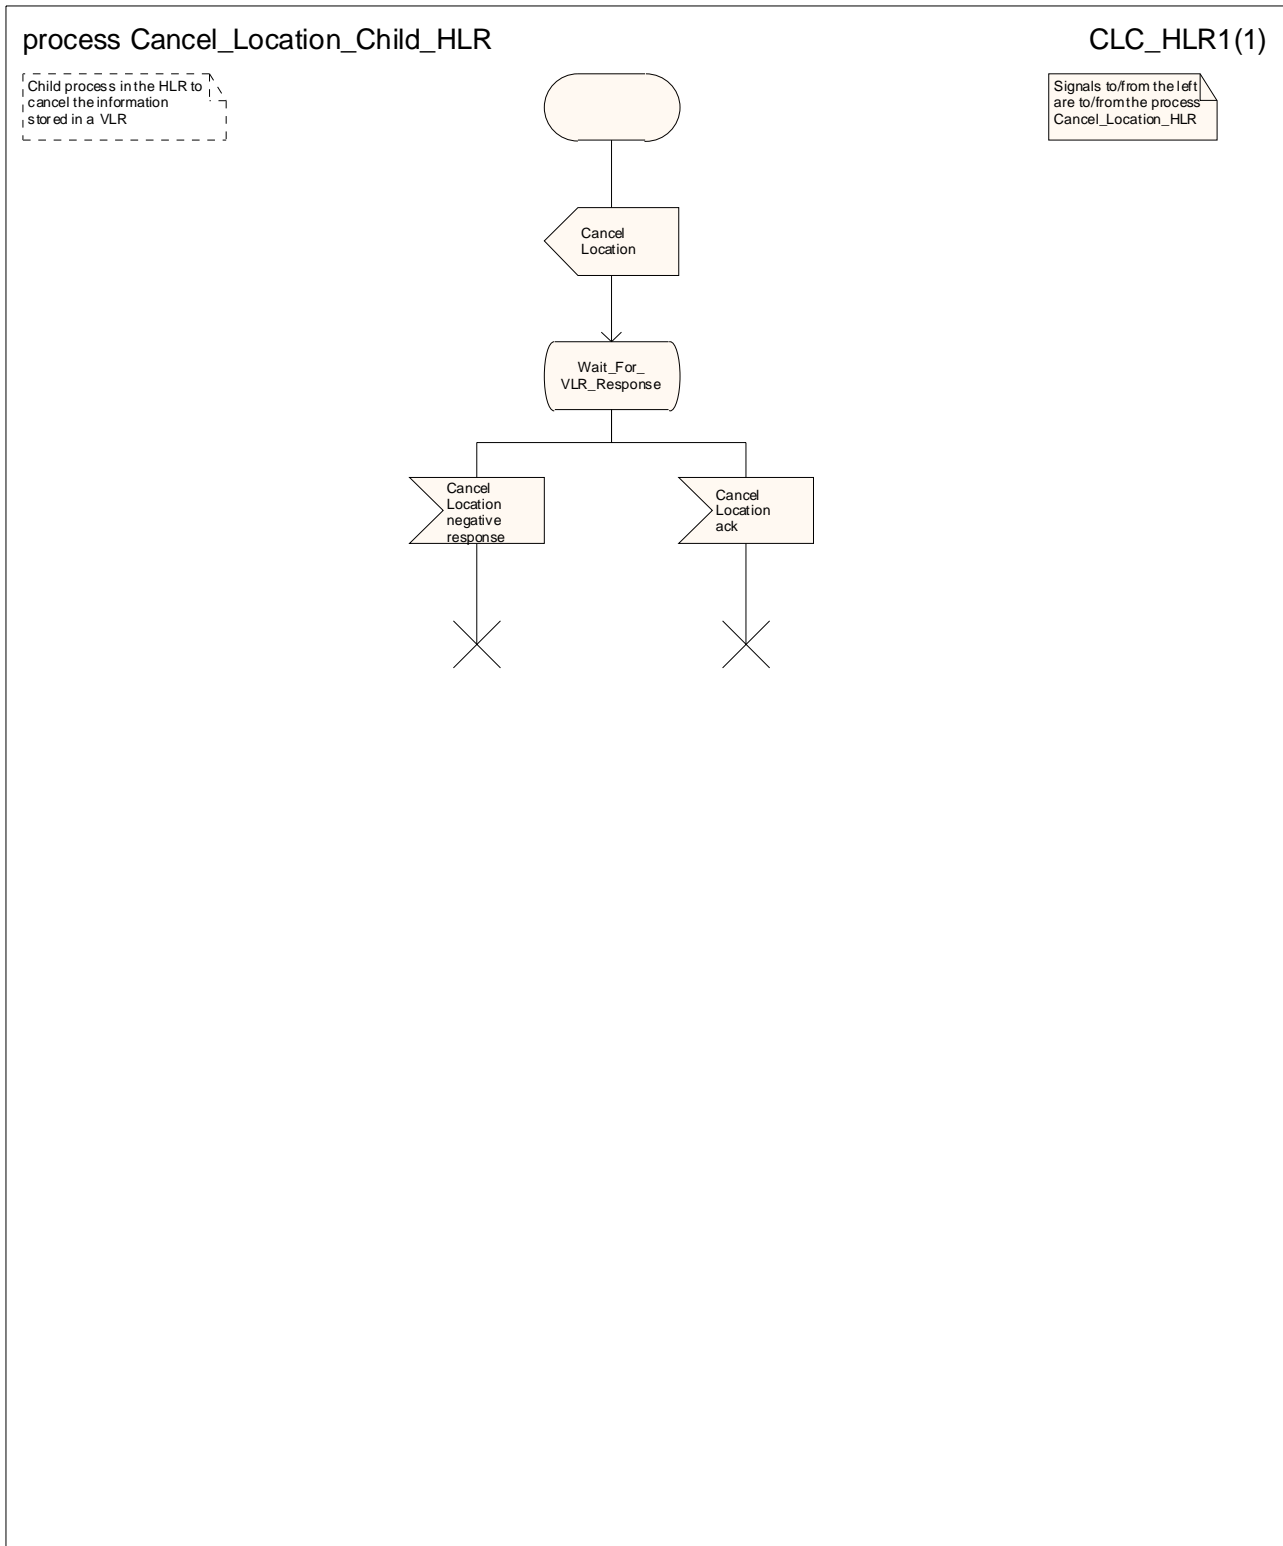 process Cancel_Location_Child_HLR
CLC_HLR1(1)
Child process in the HLR to
cancel the information
stored in a VLR
Signals to/from the left
are to/from the process
Cancel_Location_HLR
Cancel
Location
Wait_For_
VLR_Response
Cancel
Location
negative
response
Cancel
Location
ack